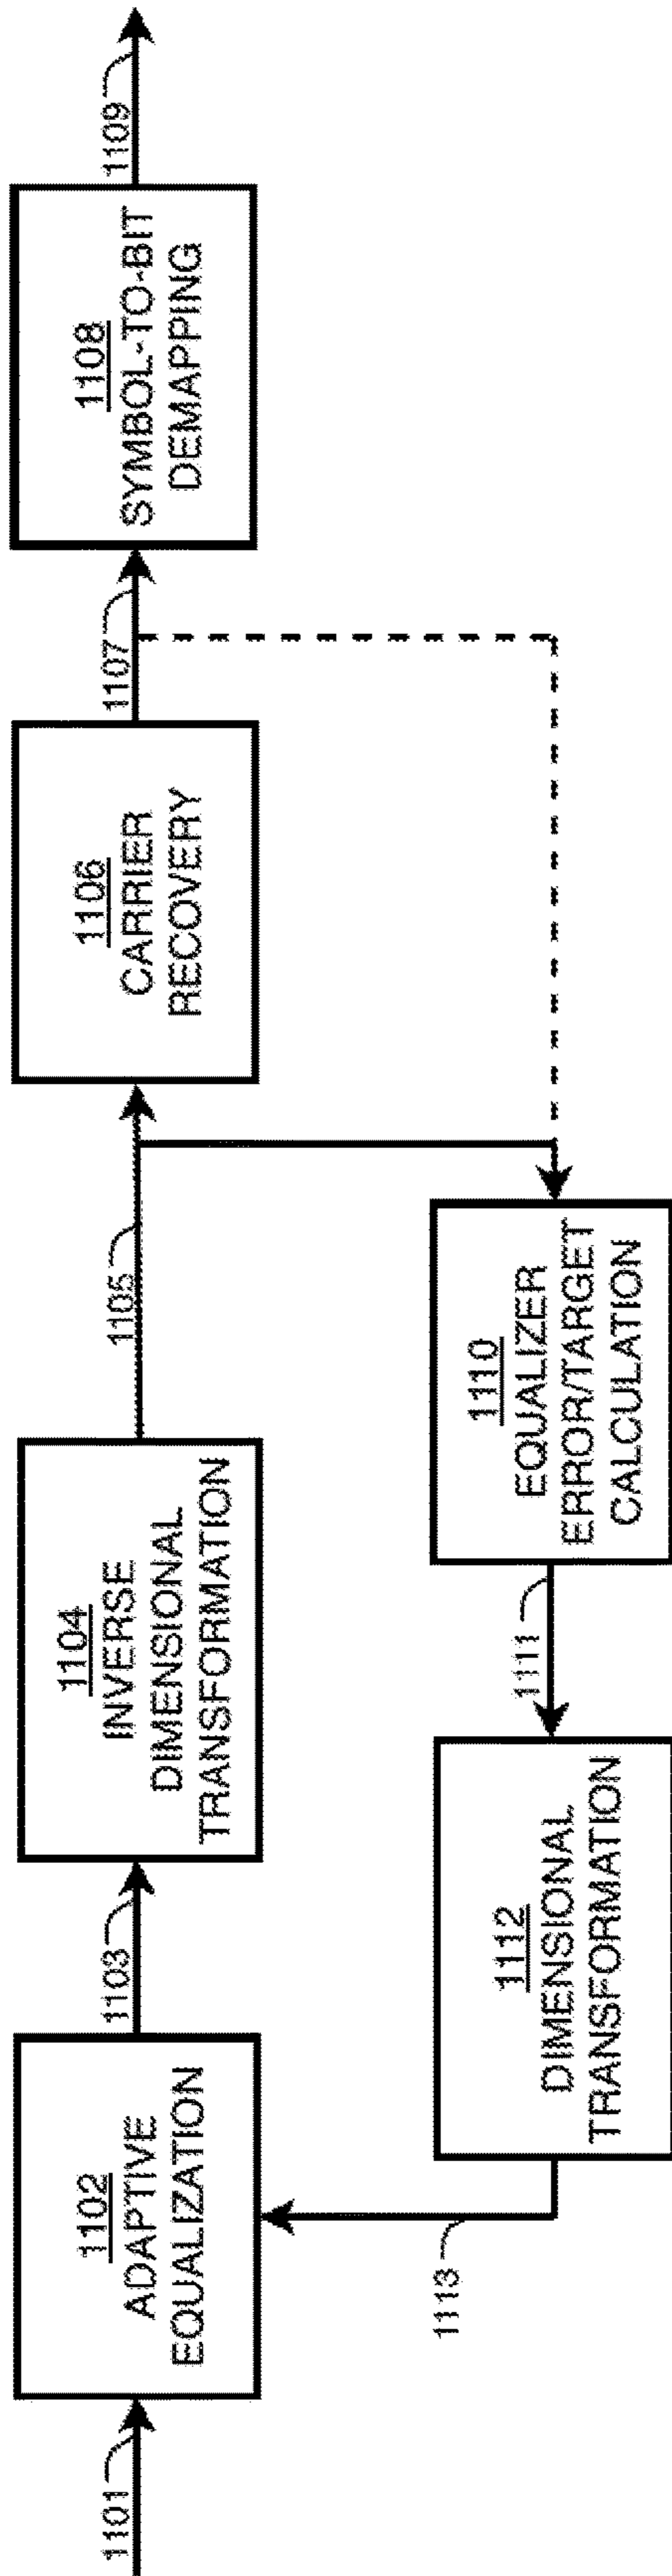 1101
1102
ADAPTIVE
EQUALIZATION
1103
1104
INVERSE
DIMENSIONAL
TRANSFORMATION
1105
1106
CARRIER
RECOVERY
1107
1108
SYMBOL-TO-BIT
DEMAPPING
1109
1110
EQUALIZER
ERROR/TARGET
CALCULATION
1111
1112
DIMENSIONAL
TRANSFORMATION
1113